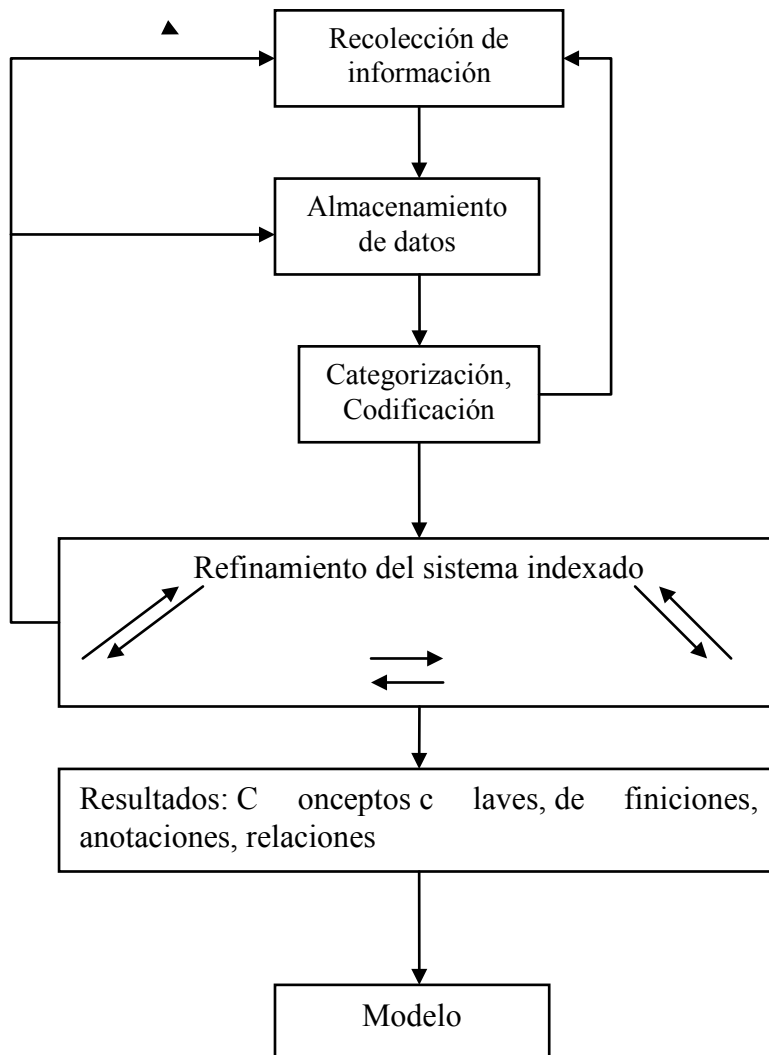 Recolección de
información
Almacenamiento
de datos
Categorización,
Codificación
Refinamiento del sistema indexado
Resultados: C onceptos c laves, de finiciones,
anotaciones, relaciones
Modelo